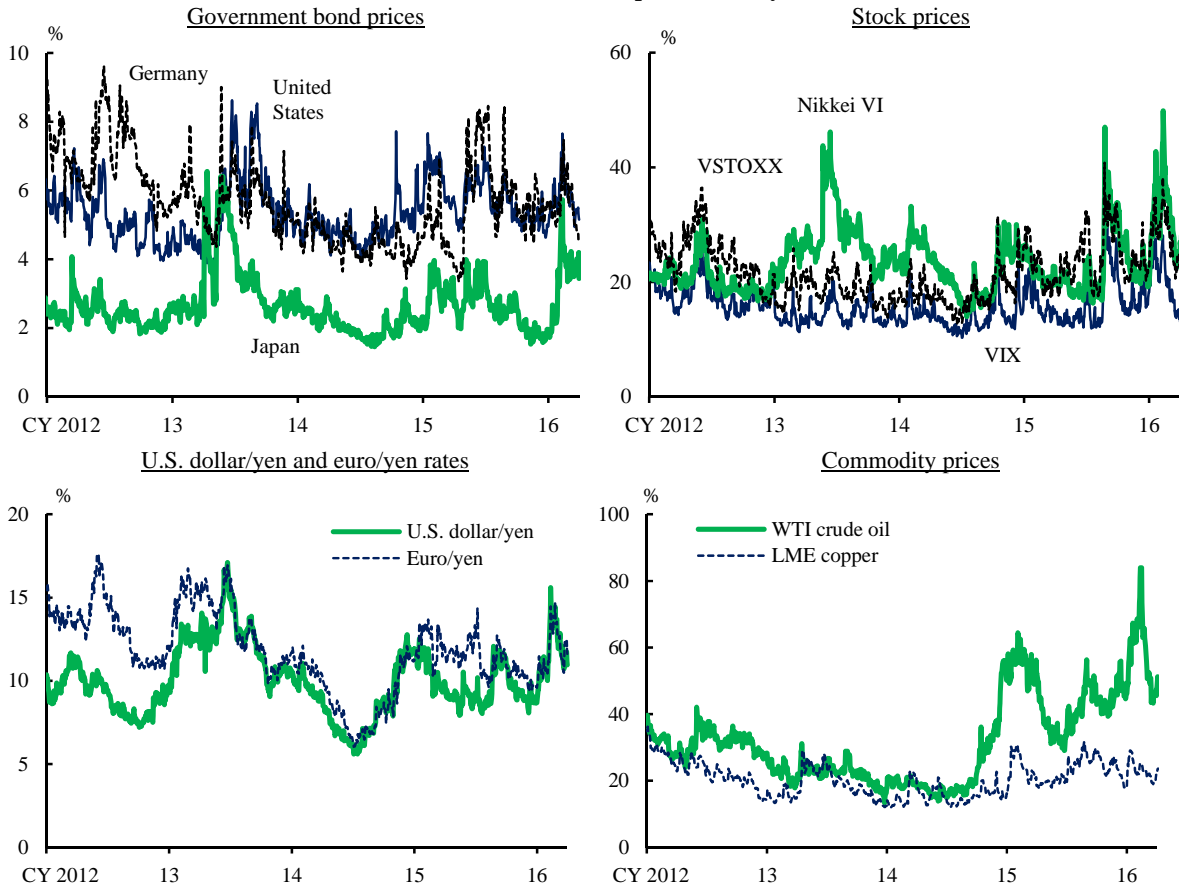 Government bond prices
%
10
8
6
4
2
0
Germany
United
States
Japan
CY 2012 13 14 15 16
Stock prices
%
60
40
20
0
Nikkei VI
VSTOXX
VIX
CY 2012 13 14 15 16
U.S. dollar/yen and euro/yen rates
%
20
15
10
5
0
U.S. dollar/yen
Euro/yen
CY 2012 13 14 15 16
Commodity prices
%
100
80
60
40
20
0
WTI crude oil
LME copper
CY 2012 13 14 15 16